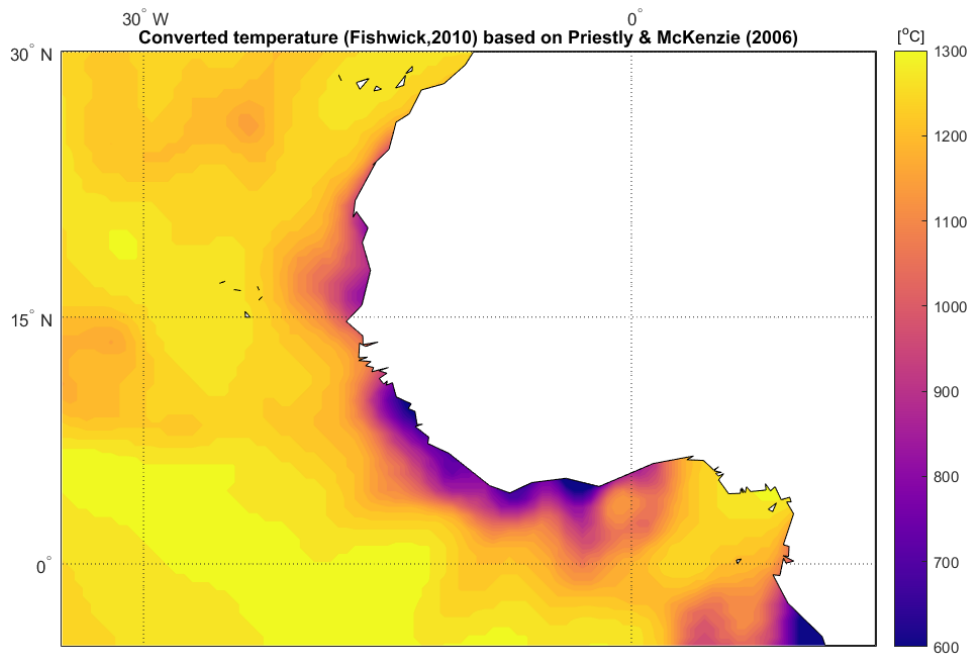 30° W 0°
Converted temperature (Fishwick,2010) based on Priestly & McKenzie (2006)
[°C]
30° N
15° N
0°
1300
1200
1100
1000
900
800
700
600